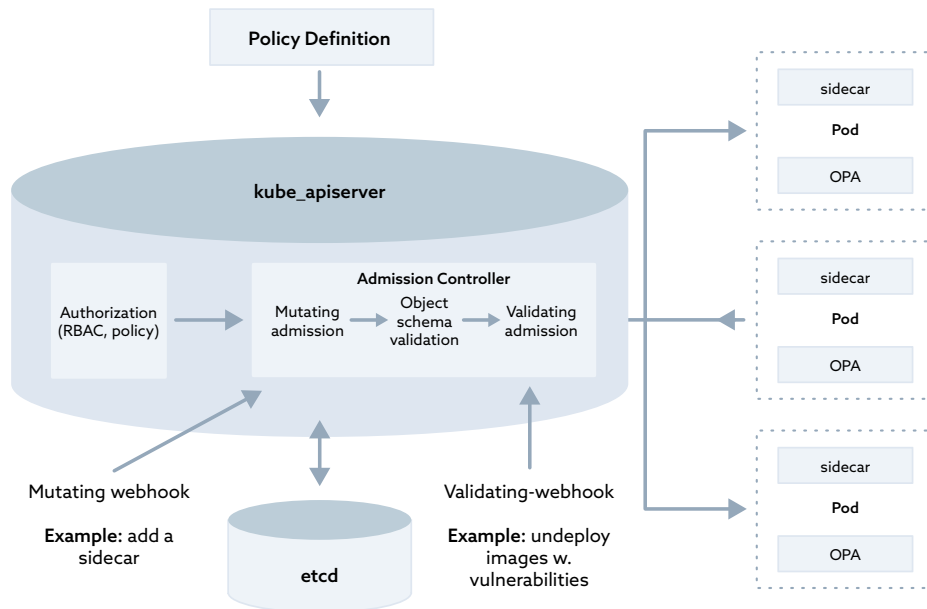 Policy Definition
kube_apiserver
Admission Controller
Authorization
(RBAC, policy)
Mutating
admission
Object
schema
validation
Validating
admission
Mutating webhook
Example: add a
sidecar
etcd
Validating-webhook
Example: undeploy
images w.
vulnerabilities
sidecar
Pod
OPA
sidecar
Pod
OPA
sidecar
Pod
OPA